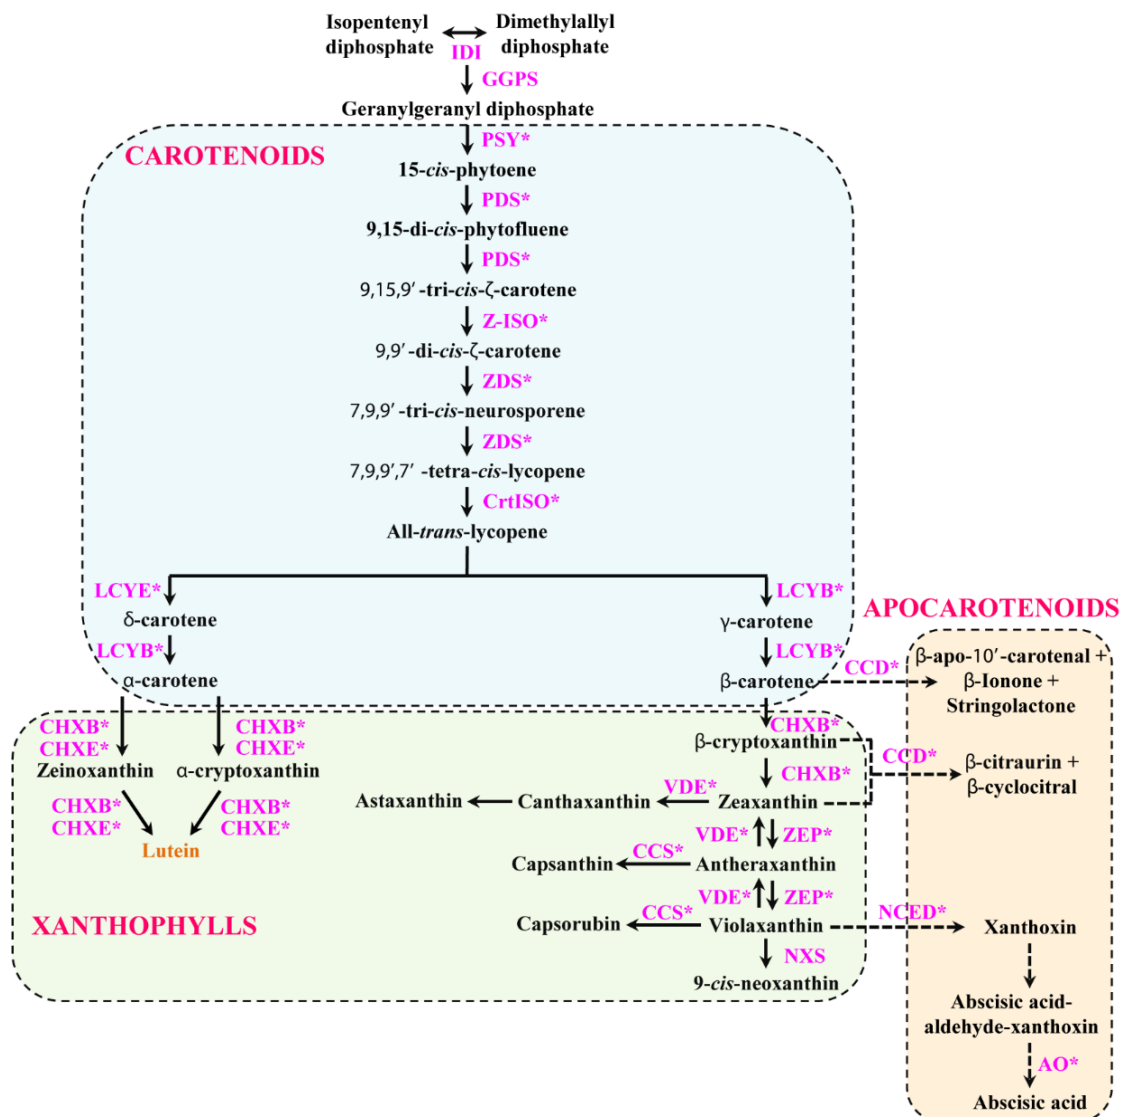 Isopentenyl
diphosphate
Dimethylallyl
diphosphate
IDI
GGPS
Geranylgeranyl diphosphate
CAROTENOIDS
PSY*
15-cis-phytoene
PDS*
9,15-di-cis-phytofluene
PDS*
9,15,9′-tri-cis-ζ-carotene
Z-ISO*
9,9′-di-cis-ζ-carotene
ZDS*
7,9,9′-tri-cis-neurosporene
ZDS*
7,9,9′,7′-tetra-cis-lycopene
CrtISO*
All-trans-lycopene
LCYE*
δ-carotene
LCYB*
α-carotene
LCYB*
γ-carotene
LCYB*
β-carotene
CCD*
APOCAROTENOIDS
β-apo-10′-carotenal +
β-Ionone +
Stringolactone
CHXB*
CHXE*
Zeinoxanthin
CHXB*
CHXE*
α-cryptoxanthin
CHXB*
CHXE*
CHXB*
CHXE*
Lutein
CHXB*
β-cryptoxanthin
CCD*
β-citraurin +
β-cyclocitral
CHXB*
Astaxanthin
Canthaxanthin
VDE*
Zeaxanthin
VDE*
ZEP*
Capsanthin
CCS*
Antheraxanthin
VDE*
ZEP*
XANTHOPHYLLS
Capsorubin
CCS*
Violaxanthin
NCED*
Xanthoxin
NXS
9-cis-neoxanthin
Abscisic acid-
aldehyde-xanthoxin
AO*
Abscisic acid